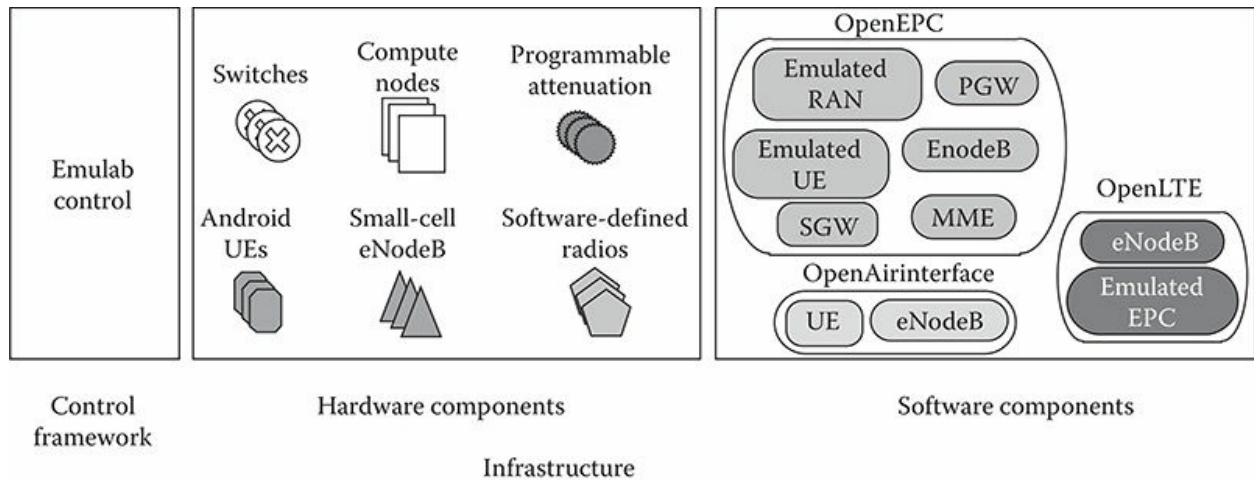 Emulab
control
Switches
Compute
nodes
Programmable
attenuation
Android
UEs
Small-cell
eNodeB
Software-defined
radios
OpenEPC
Emulated
RAN
PGW
Emulated
UE
EnodeB
SGW
MME
OpenAirinterface
UE
eNodeB
OpenLTE
eNodeB
Emulated
EPC
Control
framework
Hardware components
Software components
Infrastructure